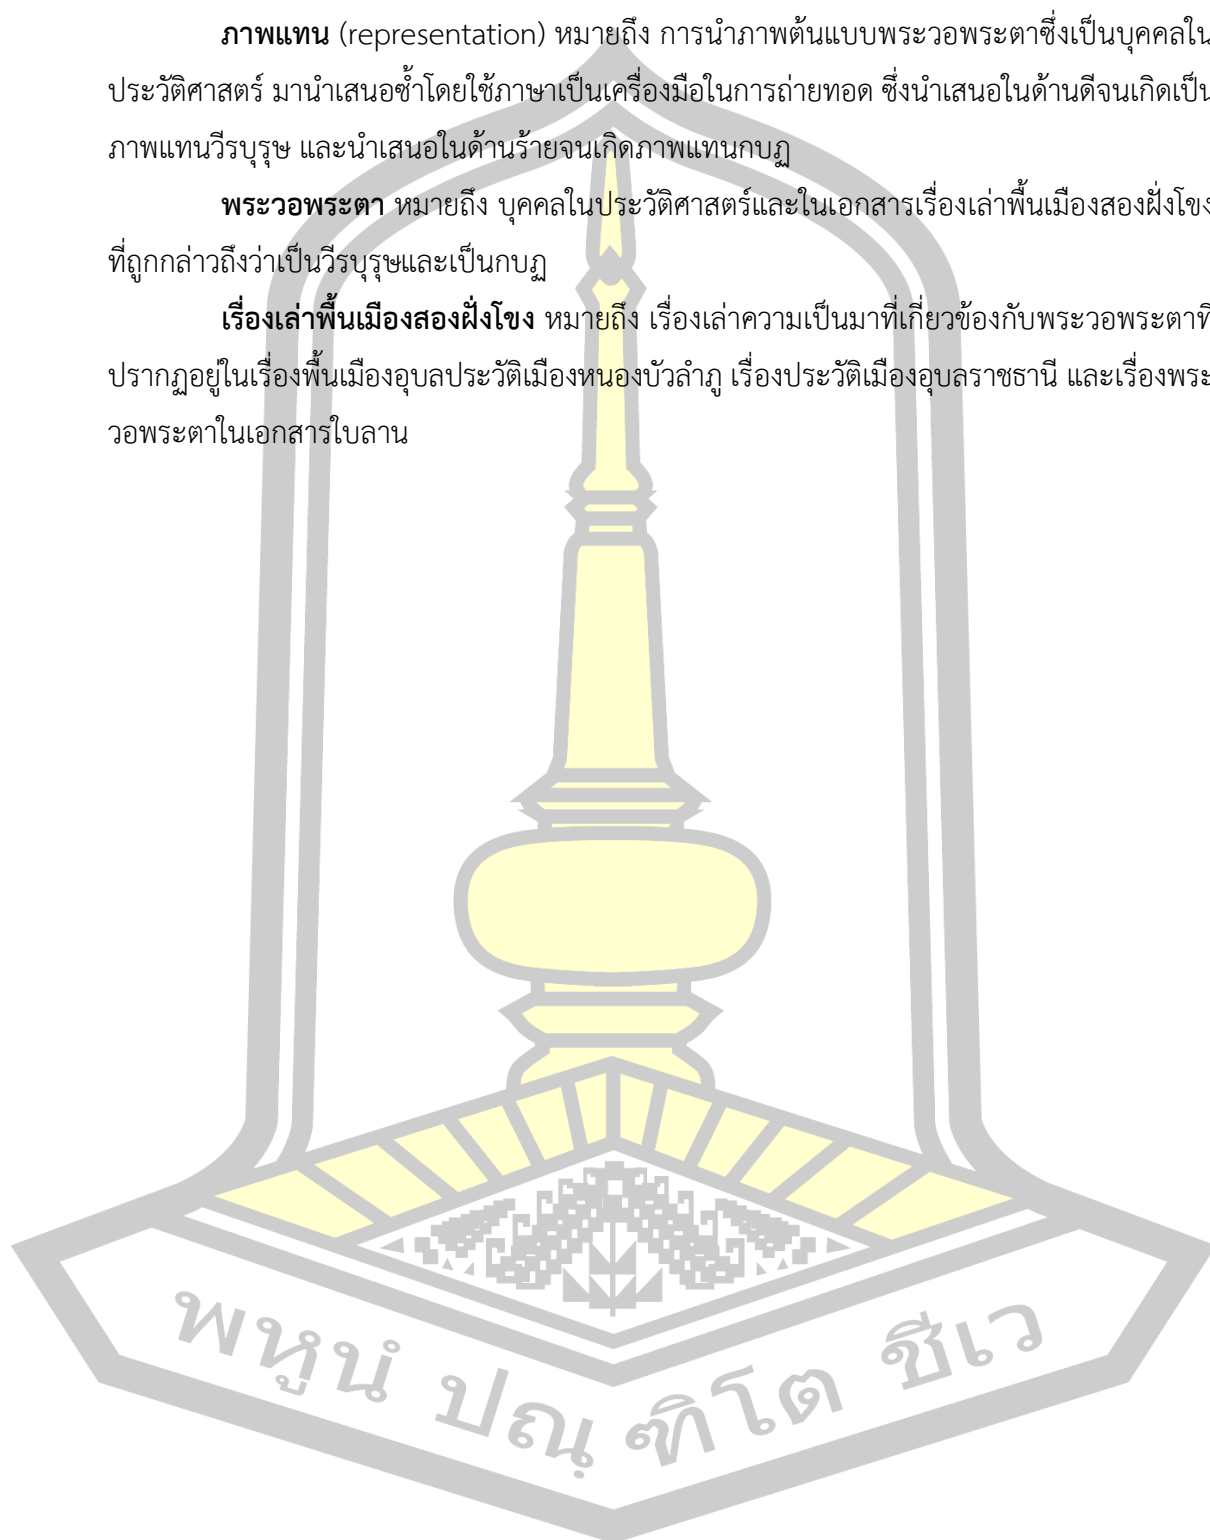 ภาพแทน (representation) หมายถึง การนำภาพต้นแบบพระวอพระตาซึ่งเป็นบุคคลใน
ประวัติศาสตร์ มานำเสนอซ้ำโดยใช้ภาษาเป็นเครื่องมือในการถ่ายทอด ซึ่งนำเสนอในด้านดีจนเกิดเป็น
ภาพแทนวีรบุรุษ และนำเสนอในด้านร้ายจนเกิดภาพแทนกบฏ
พระวอพระตา หมายถึง บุคคลในประวัติศาสตร์และในเอกสารเรื่องเล่าพื้นเมืองสองฝั่งโขง
ที่ถูกกล่าวถึงว่าเป็นวีรบุรุษและเป็นกบฏ
เรื่องเล่าพื้นเมืองสองฝั่งโขง หมายถึง เรื่องเล่าความเป็นมาที่เกี่ยวข้องกับพระวอพระตาที่
ปรากฏอยู่ในเรื่องพื้นเมืองอุบลประวัติเมืองหนองบัวลำภู เรื่องประวัติเมืองอุบลราชธานี และเรื่องพระ
วอพระตาในเอกสารใบลาน
พหูนํ ปณฺฑิโต ชีเว